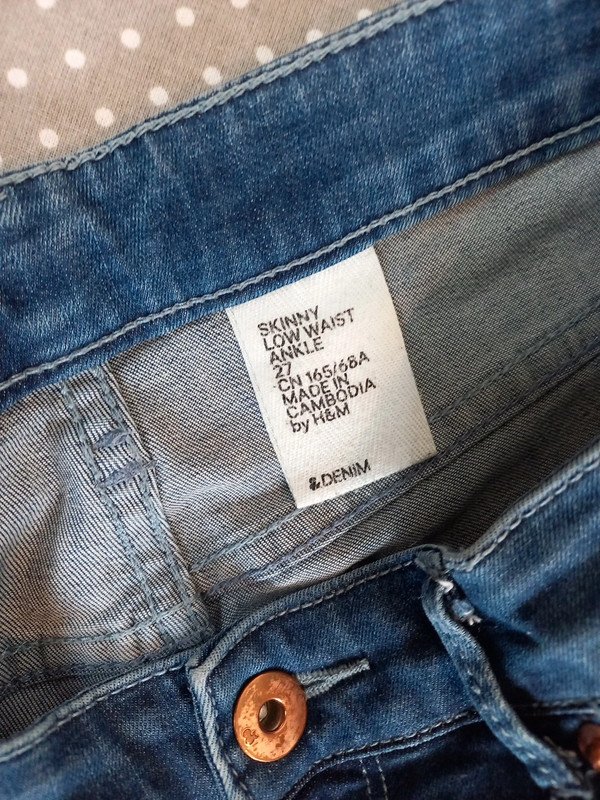 SKINNY
LOW WAIST
ANKLE
27
CN 165/68A
MADE IN
CAMBODIA
by H&M
&DENIM